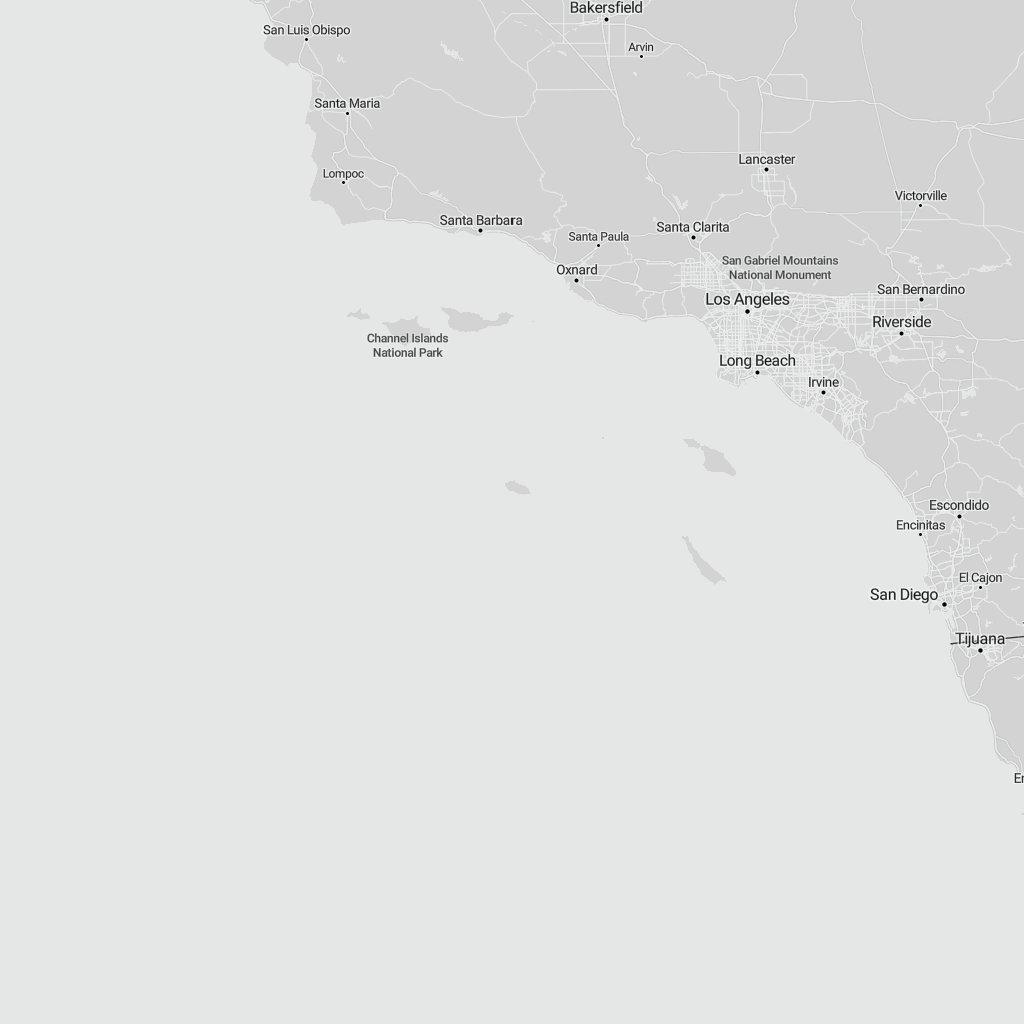 Bakersfield
San Luis Obispo
Arvin
Santa Maria
Lancaster
Lompoc
Victorville
Santa Barbara
Santa Clarita
Santa Paula
San Gabriel Mountains
National Monument
Oxnard
San Bernardino
Los Angeles
Riverside
Channel Islands
National Park
Long Beach
Irvine
Escondido
Encinitas
El Cajon
San Diego
Tijuana